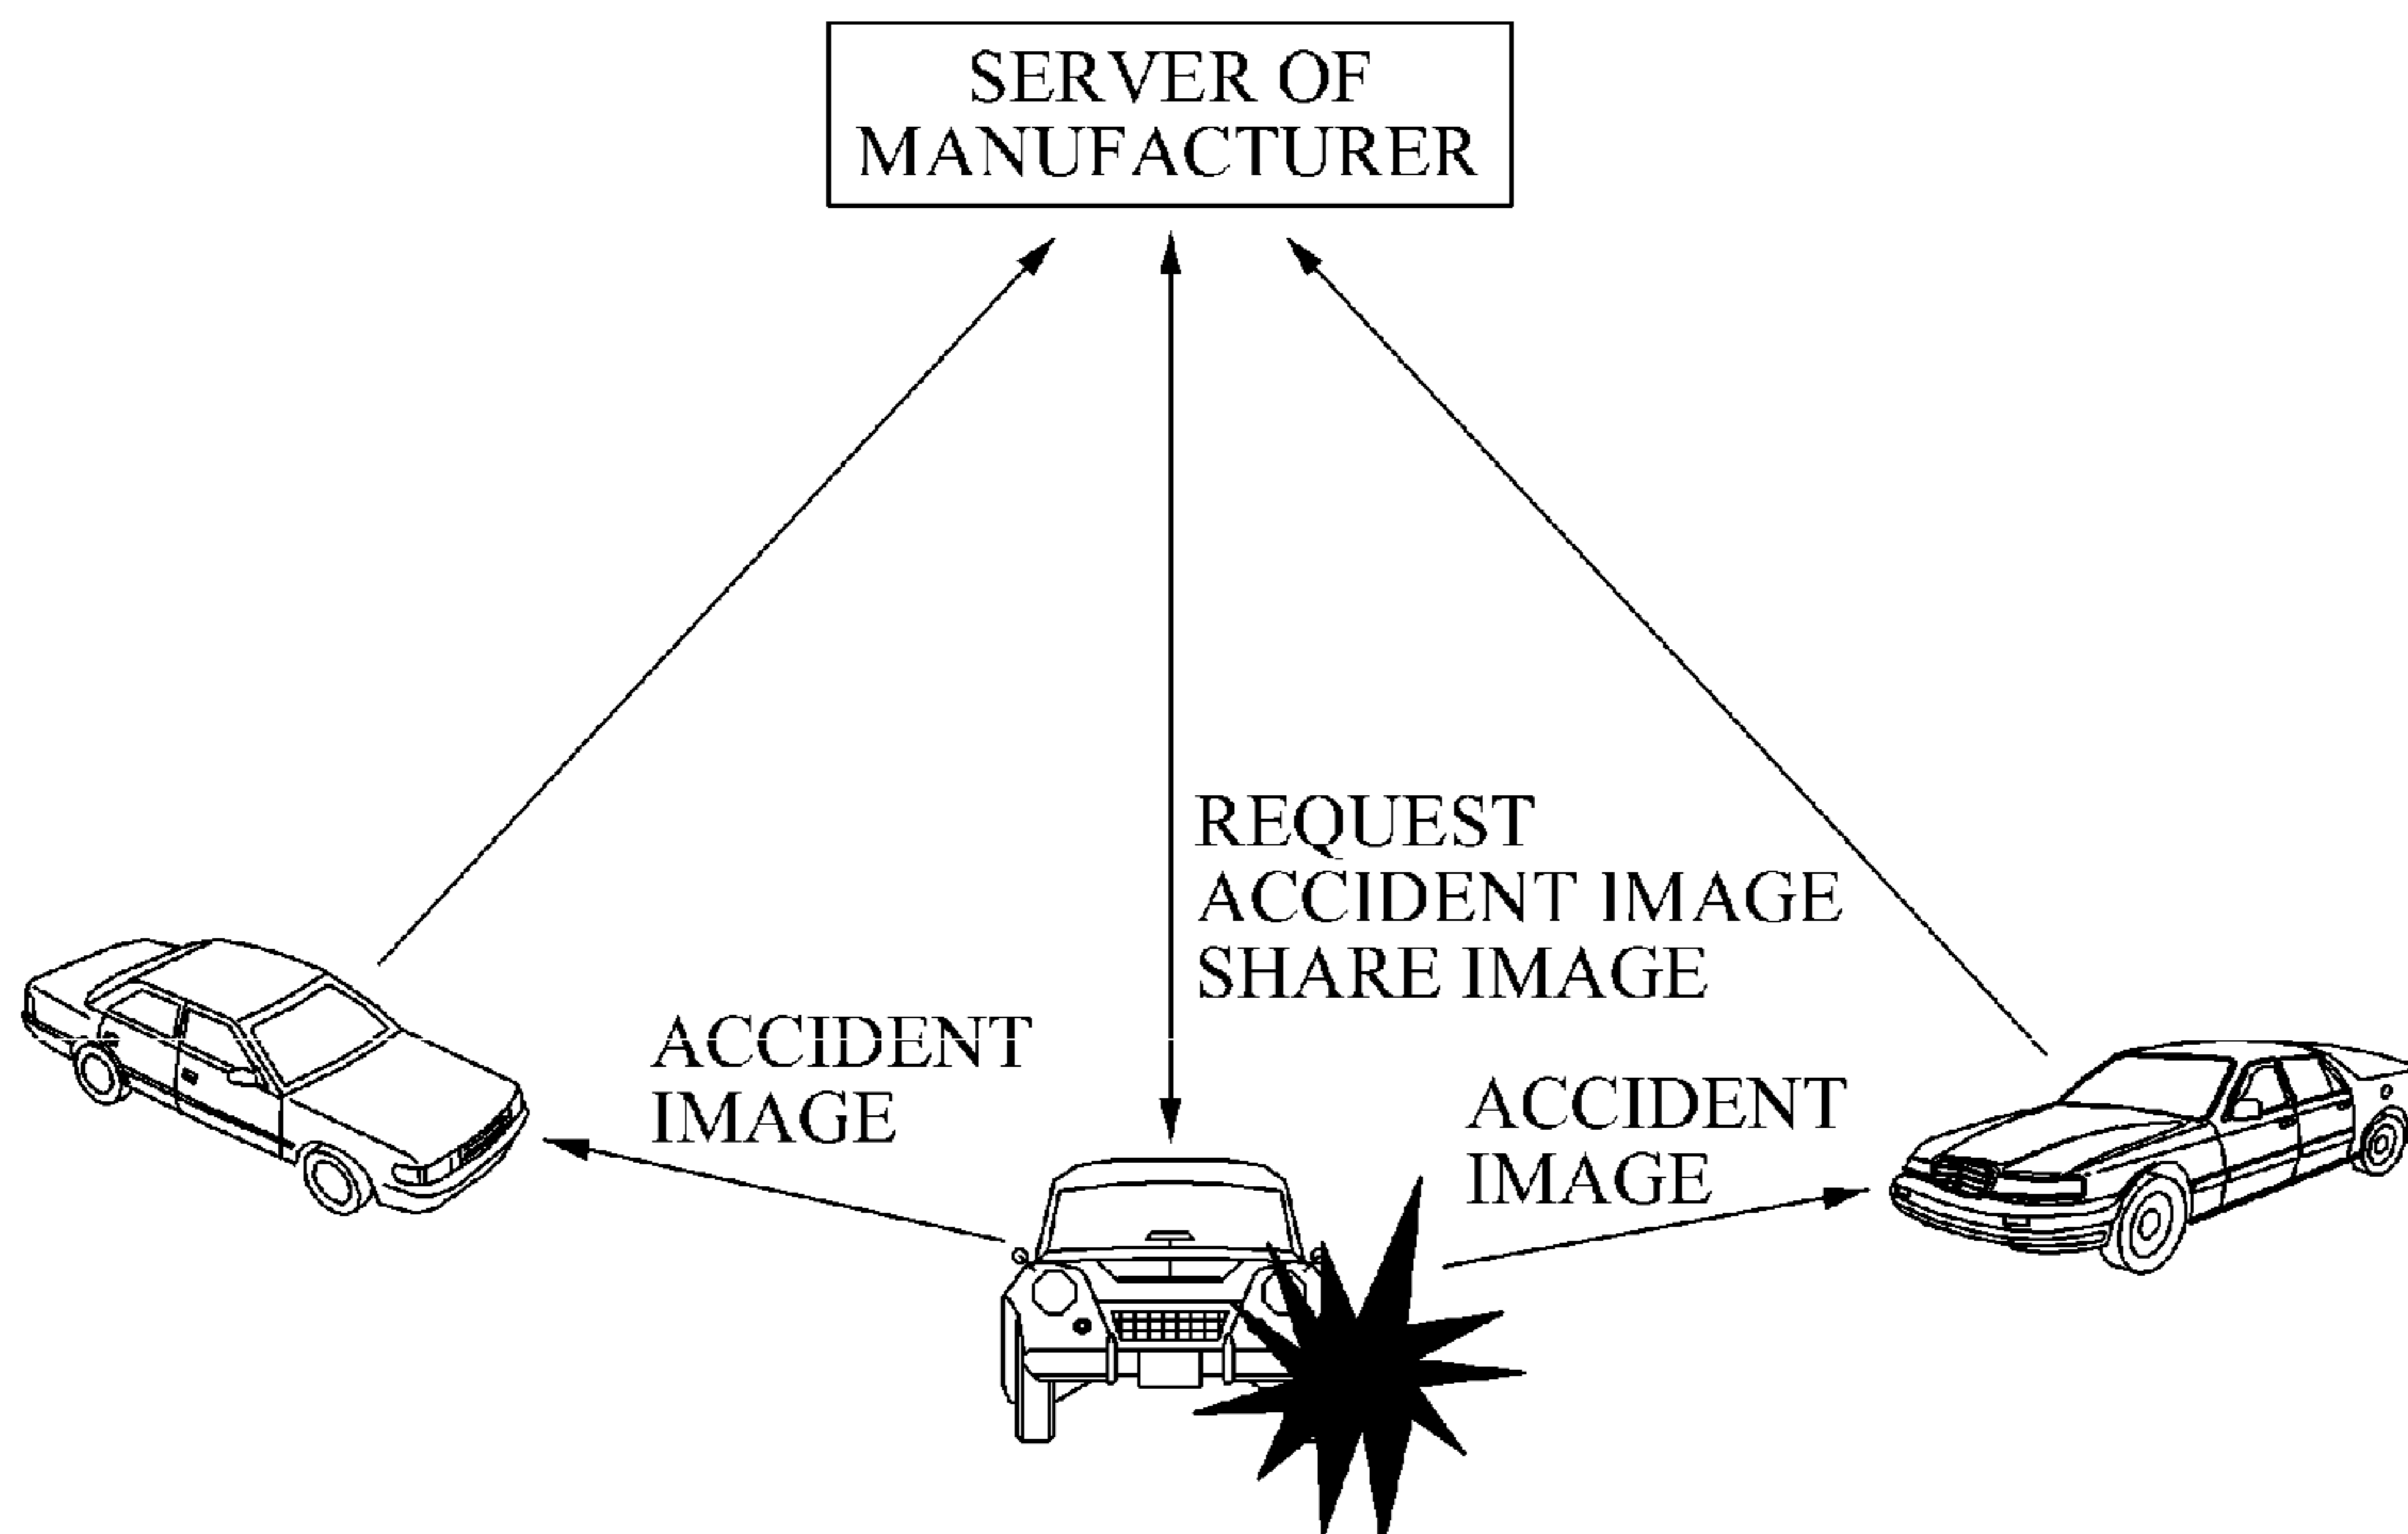 SERVER OF
MANUFACTURER
REQUEST
ACCIDENT IMAGE
SHARE IMAGE
ACCIDENT
IMAGE
ACCIDENT
IMAGE